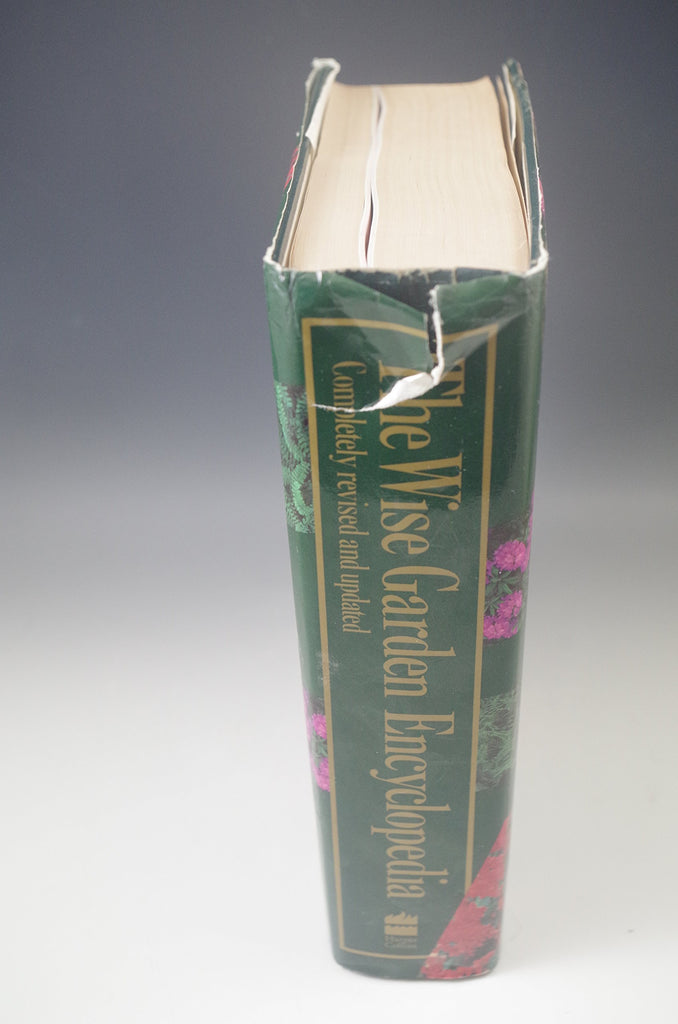 The Wise Garden Encyclopedia
Completely revised and updated